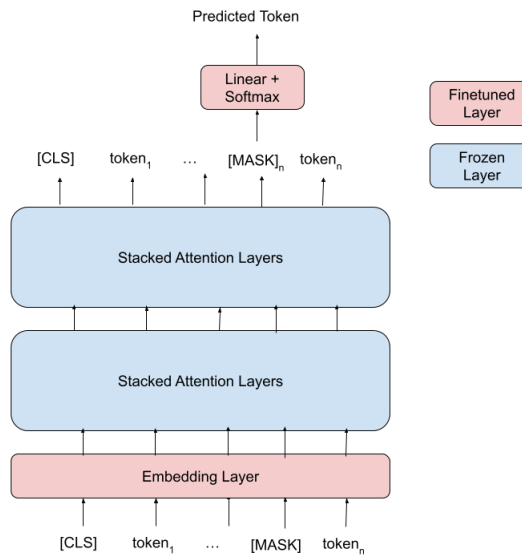 Predicted Token
Linear +
Softmax
Finetuned
Layer
Frozen
Layer
[CLS] token₁ … [MASK]ₙ tokenₙ
Stacked Attention Layers
Stacked Attention Layers
Embedding Layer
[CLS] token₁ … [MASK] tokenₙ